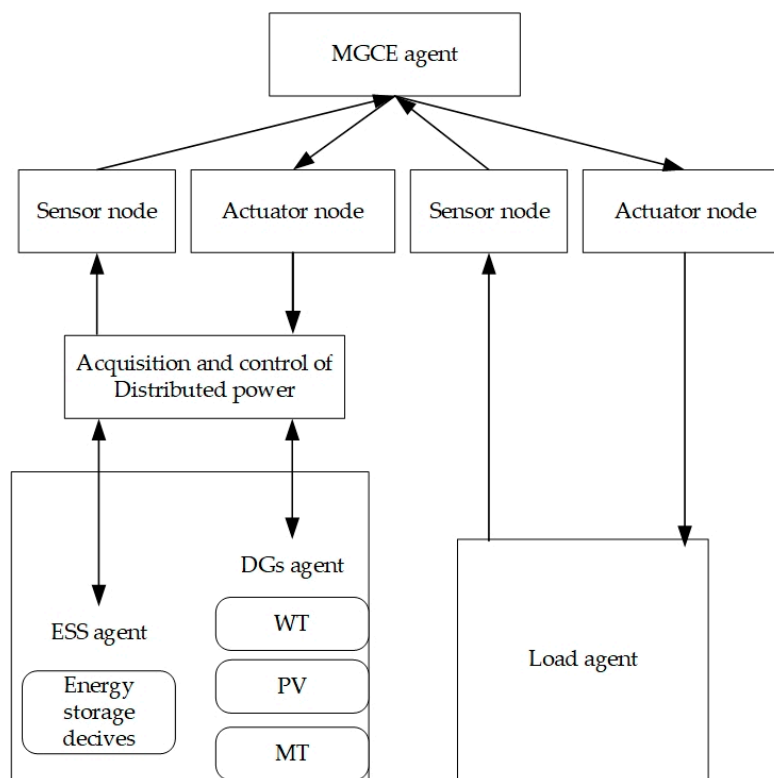 MGCE agent
Sensor node
Actuator node
Sensor node
Actuator node
Acquisition and control of
Distributed power
DGs agent
ESS agent
WT
Energy
storage
decives
PV
MT
Load agent